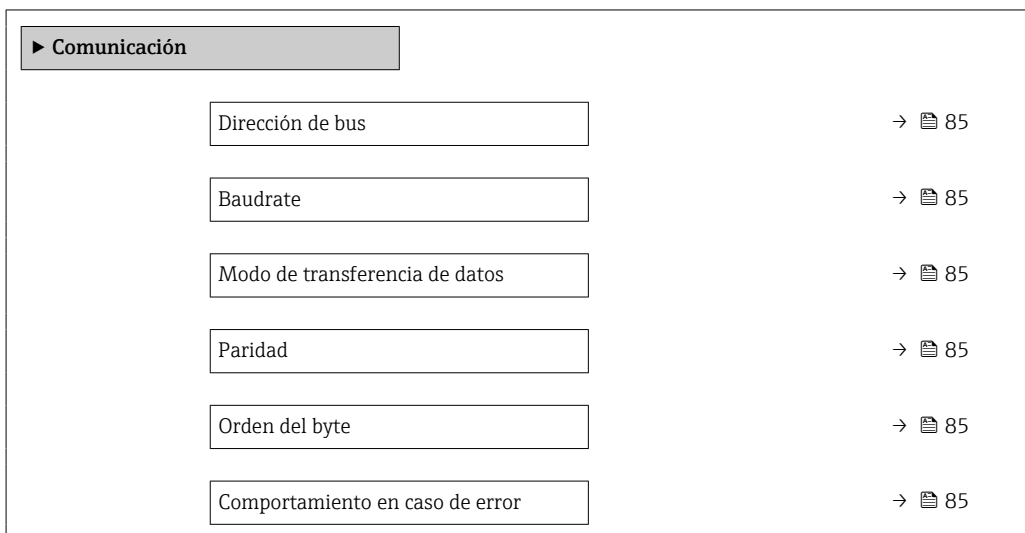 ▶ Comunicación
Dirección de bus → 85
Baudrate → 85
Modo de transferencia de datos → 85
Paridad → 85
Orden del byte → 85
Comportamiento en caso de error → 85